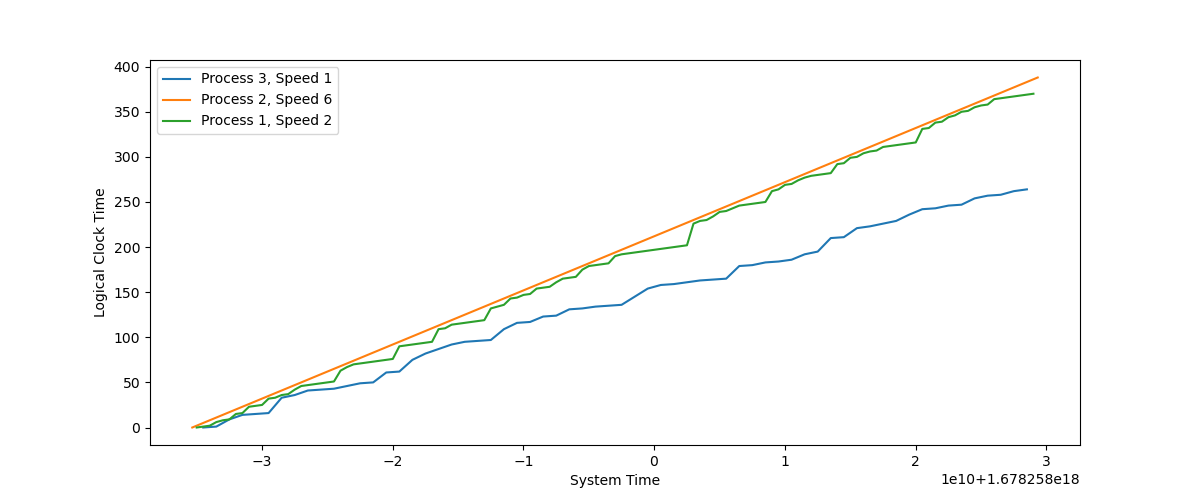 400
350
300
250
200
150
100
50
0
Logical Clock Time
Process 3, Speed 1
Process 2, Speed 6
Process 1, Speed 2
−3
−2
−1
0
1
2
3
System Time
1e10+1.678258e18